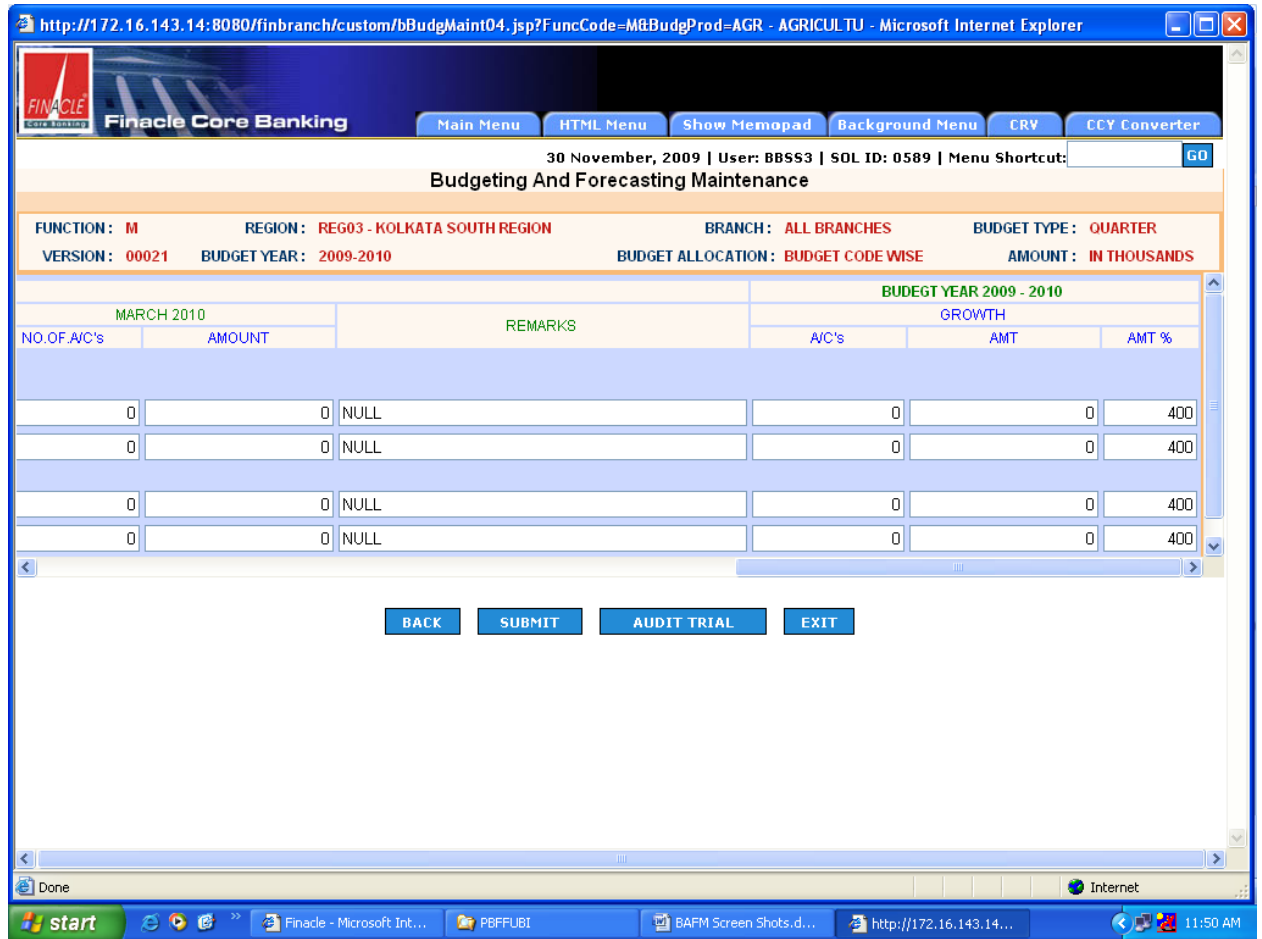 http://172.16.143.14:8080/finbranch/custom/bBudgMaint04.jsp?FuncCode=M&BudgProd=AGR - AGRICULTU - Microsoft Internet Explorer
FINACLE
Core Banking
Finacle Core Banking
Main Menu HTML Menu Show Memopad Background Menu CRV CCY Converter
30 November, 2009 | User: BBSS3 | SOL ID: 0589 | Menu Shortcut: GO
Budgeting And Forecasting Maintenance
FUNCTION : M REGION : REG03 - KOLKATA SOUTH REGION BRANCH : ALL BRANCHES BUDGET TYPE : QUARTER
VERSION : 00021 BUDGET YEAR : 2009-2010 BUDGET ALLOCATION : BUDGET CODE WISE AMOUNT : IN THOUSANDS
BUDEGT YEAR 2009 - 2010
MARCH 2010 REMARKS GROWTH
NO.OF.A/C's AMOUNT A/C's AMT AMT %
0 0 NULL 0 0 400
0 0 NULL 0 0 400
0 0 NULL 0 0 400
0 0 NULL 0 0 400
BACK SUBMIT AUDIT TRIAL EXIT
Done Internet
start » Finacle - Microsoft Int... PBFFUBI BAFM Screen Shots.d... http://172.16.143.14... 11:50 AM